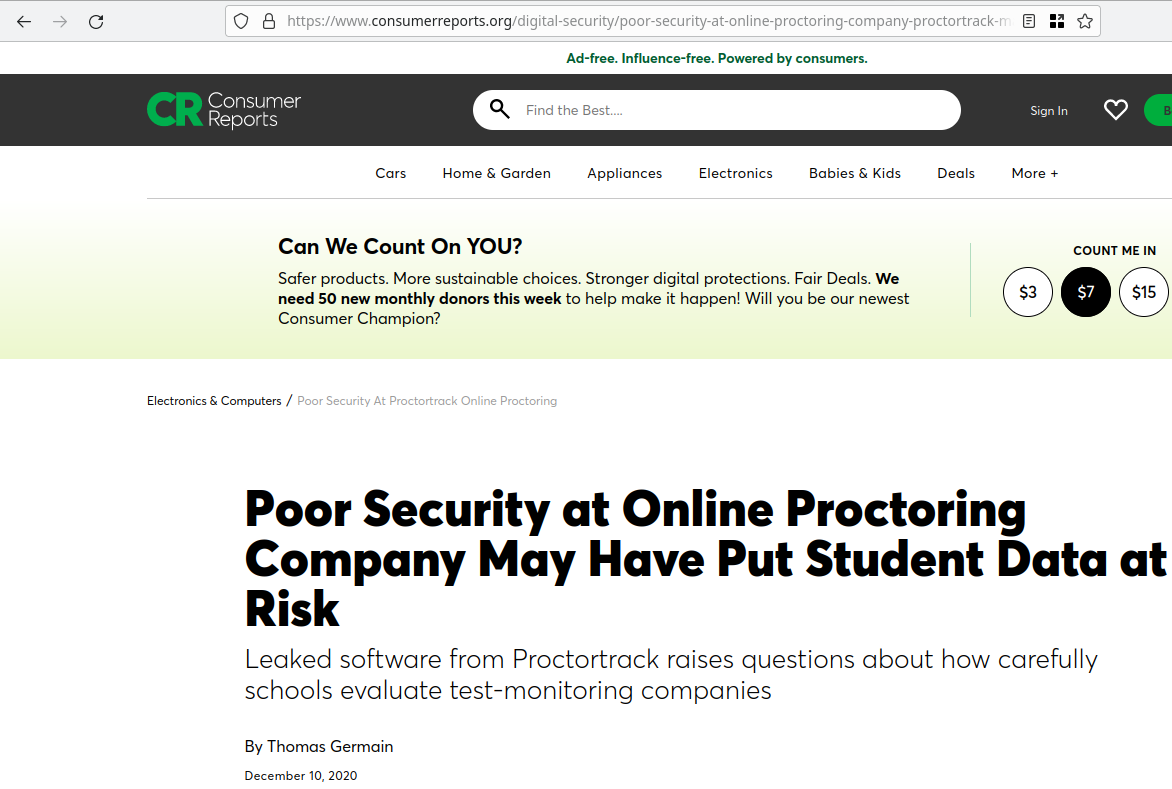 https://www.consumerreports.org/digital-security/poor-security-at-online-proctoring-company-proctortrack-m
Ad-free. Influence-free. Powered by consumers.
CR Consumer Reports
Find the Best....
Sign In
Cars Home & Garden Appliances Electronics Babies & Kids Deals More +
Can We Count On YOU?
Safer products. More sustainable choices. Stronger digital protections. Fair Deals. We
need 50 new monthly donors this week to help make it happen! Will you be our newest
Consumer Champion?
COUNT ME IN
$3 $7 $15
Electronics & Computers / Poor Security At Proctortrack Online Proctoring
Poor Security at Online Proctoring
Company May Have Put Student Data at
Risk
Leaked software from Proctortrack raises questions about how carefully
schools evaluate test-monitoring companies
By Thomas Germain
December 10, 2020